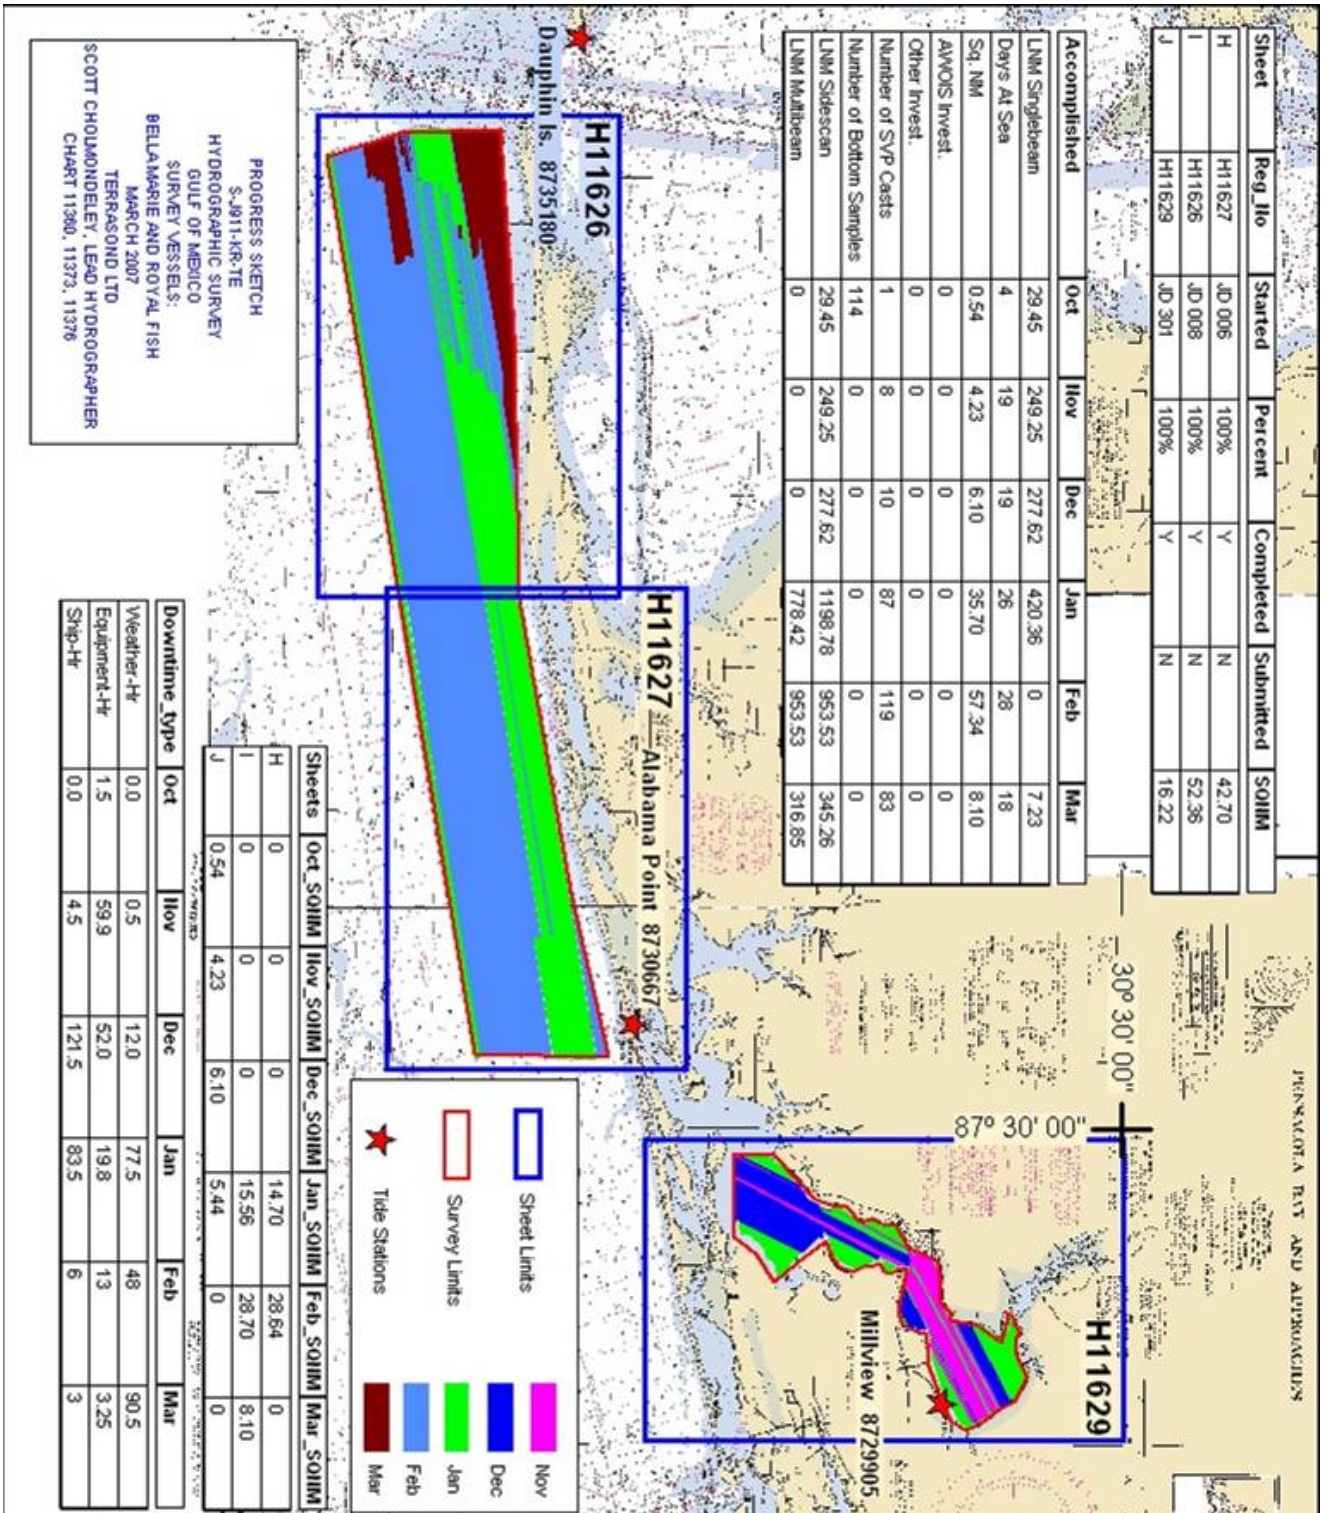 Sheet Reg_No Started Percent Completed Submitted SQNM
H H11627 JD 006 100% Y N 42.70
I H11626 JD 008 100% Y N 52.36
J H11629 JD 301 100% Y N 16.22
Accomplished Oct Nov Dec Jan Feb Mar
LNM Singlebeam 29.45 249.25 277.62 420.36 0 7.23
Days At Sea 4 19 19 26 28 18
Sq. NM 0.54 4.23 6.10 35.70 57.34 8.10
AWOIS Invest. 0 0 0 0 0 0
Other Invest. 0 0 0 0 0 0
Number of SVP Casts 1 8 10 87 119 83
Number of Bottom Samples 114 0 0 0 0 0
LNM Sidescan 29.45 249.25 277.62 1198.78 953.53 345.26
LNM Multibeam 0 0 0 778.42 953.53 316.85
PENSACOLA BAY AND APPROACHES
30° 30' 00"
87° 30' 00"
H11629
Millview 8729905
H11627
Alabama Point 8730667
H11626
Dauphin Is. 8735180
Sheet Limits
Survey Limits
Tide Stations
Nov
Dec
Jan
Feb
Mar
PROGRESS SKETCH
S-J911-KR-TE
HYDROGRAPHIC SURVEY
GULF OF MEXICO
SURVEY VESSELS:
BELLA MARIE AND ROYAL FISH
MARCH 2007
TERRASOND LTD
SCOTT CHOUMONDELEY, LEAD HYDROGRAPHER
CHART 11360, 11373, 11376
Sheets Oct_SQNM Nov_SQNM Dec_SQNM Jan_SQNM Feb_SQNM Mar_SQNM
H 0 0 0 14.70 28.64 0
I 0 0 0 15.56 28.70 8.10
J 0.54 4.23 6.10 5.44 0 0
Downtime_type Oct Nov Dec Jan Feb Mar
Weather-Hr 0.0 0.5 12.0 77.5 48 90.5
Equipment-Hr 1.5 59.9 52.0 19.8 13 3.25
Ship-Hr 0.0 4.5 121.5 83.5 6 3